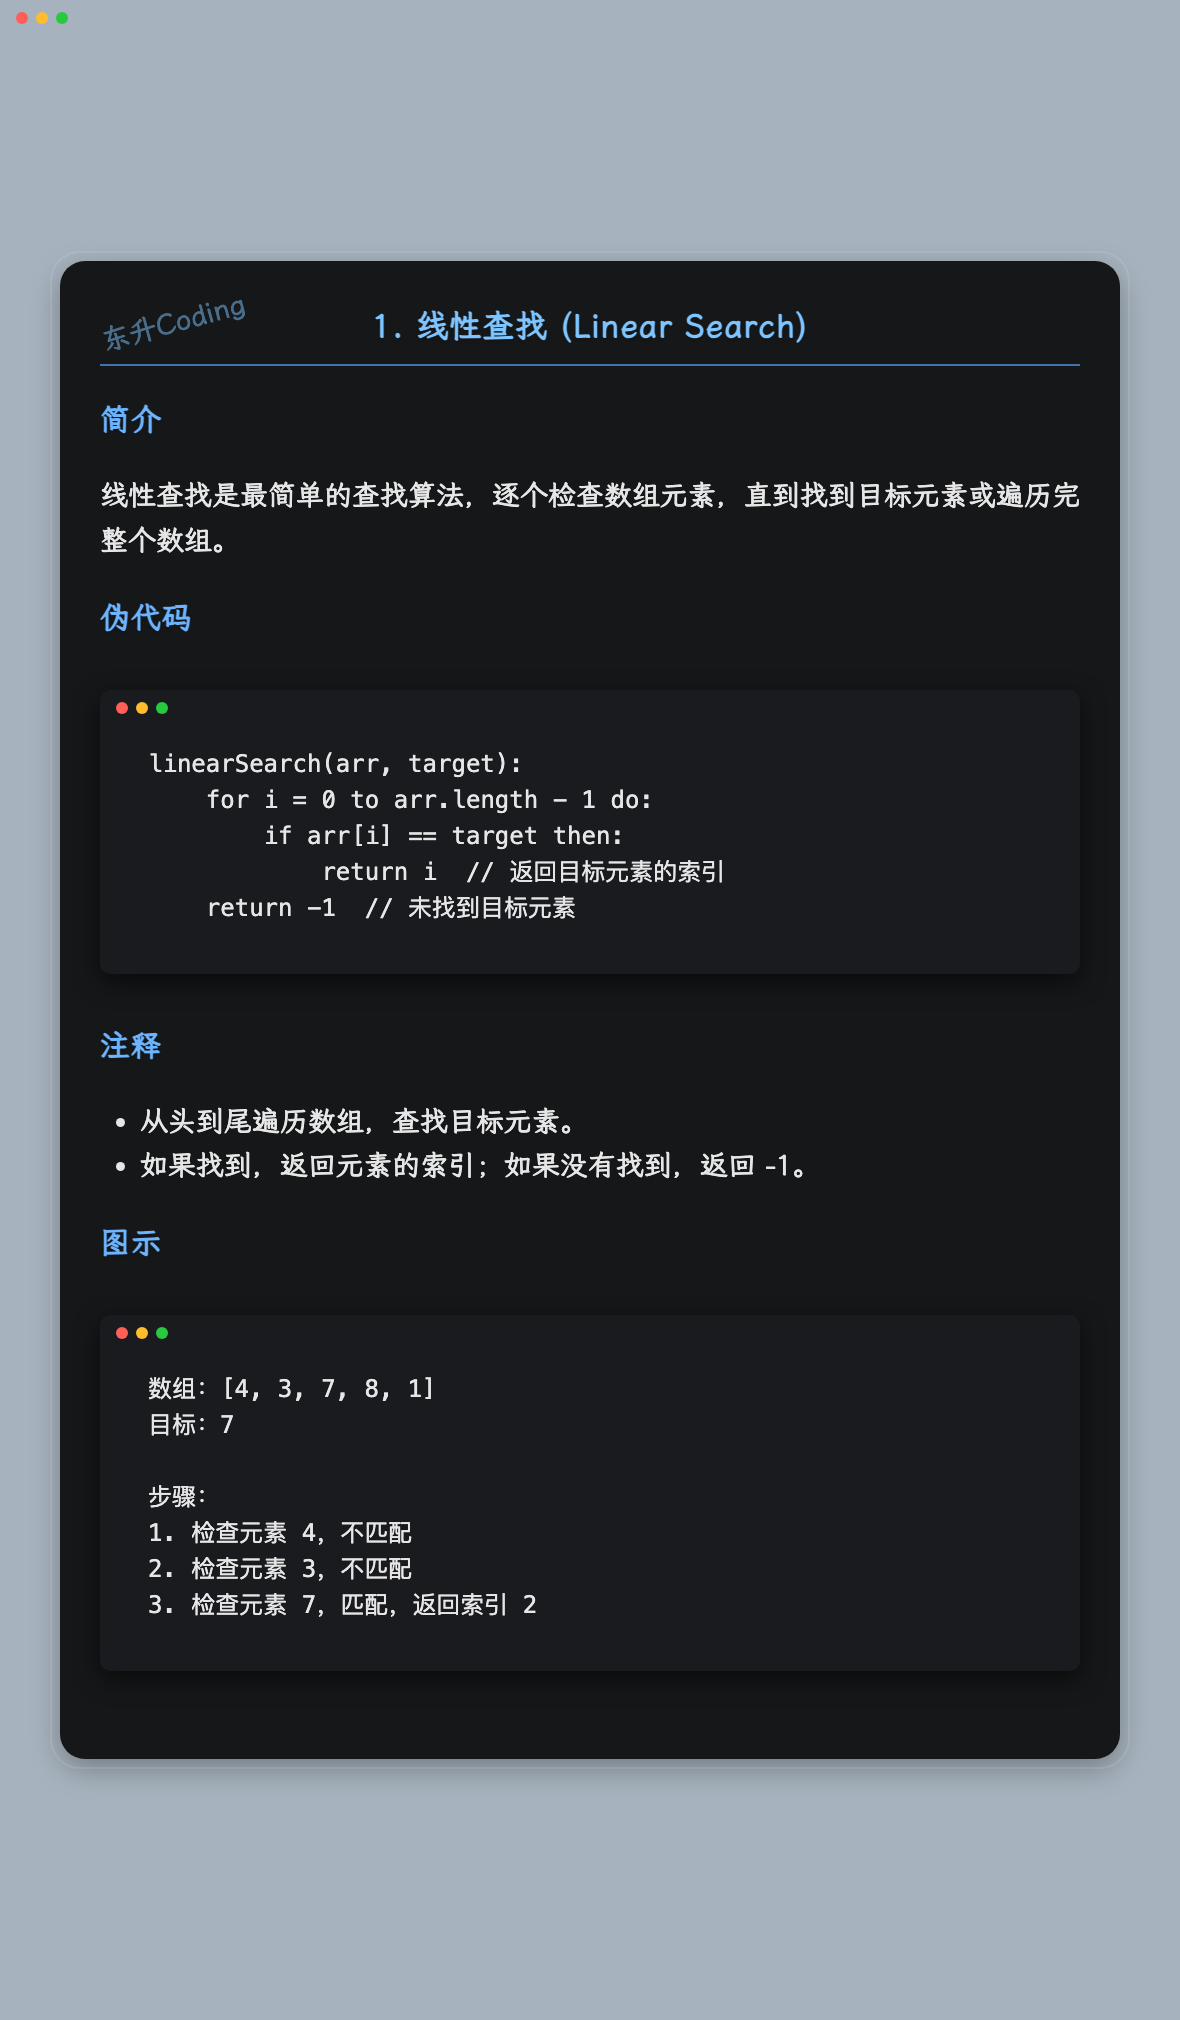 东升Coding
1. 线性查找 (Linear Search)
简介
线性查找是最简单的查找算法，逐个检查数组元素，直到找到目标元素或遍历完
整个数组。
伪代码
linearSearch(arr, target):
    for i = 0 to arr.length - 1 do:
        if arr[i] == target then:
            return i  // 返回目标元素的索引
    return -1  // 未找到目标元素
注释
• 从头到尾遍历数组，查找目标元素。
• 如果找到，返回元素的索引；如果没有找到，返回 -1。
图示
数组：[4, 3, 7, 8, 1]
目标：7
步骤：
1. 检查元素 4，不匹配
2. 检查元素 3，不匹配
3. 检查元素 7，匹配，返回索引 2